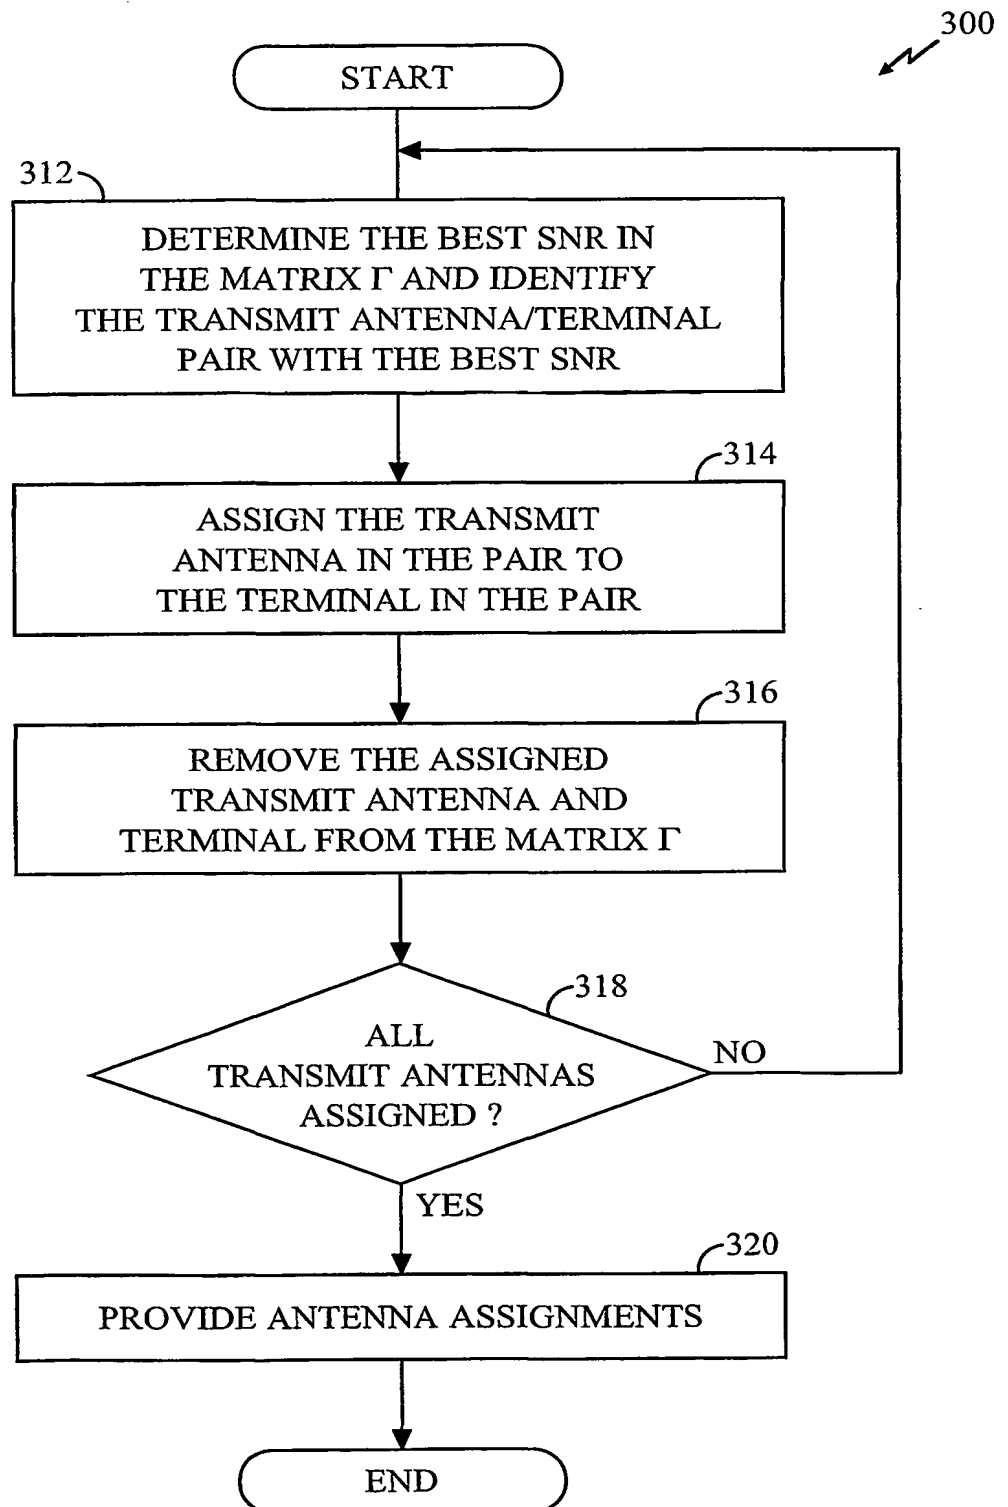 300
START
312
DETERMINE THE BEST SNR IN
THE MATRIX Γ AND IDENTIFY
THE TRANSMIT ANTENNA/TERMINAL
PAIR WITH THE BEST SNR
314
ASSIGN THE TRANSMIT
ANTENNA IN THE PAIR TO
THE TERMINAL IN THE PAIR
316
REMOVE THE ASSIGNED
TRANSMIT ANTENNA AND
TERMINAL FROM THE MATRIX Γ
318
ALL
TRANSMIT ANTENNAS
ASSIGNED ?
NO
YES
320
PROVIDE ANTENNA ASSIGNMENTS
END